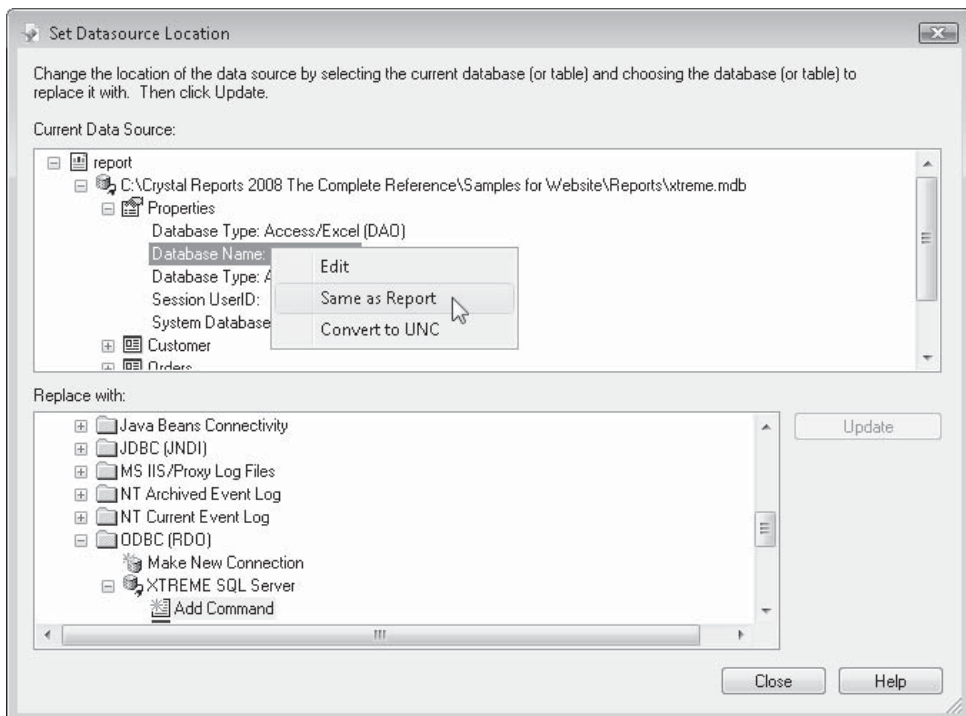 Set Datasource Location
Change the location of the data source by selecting the current database (or table) and choosing the database (or table) to
replace it with. Then click Update.
Current Data Source:
report
C:\Crystal Reports 2008 The Complete Reference\Samples for Website\Reports\xtreme.mdb
Properties
Database Type: Access/Excel (DAO)
Database Name:
Edit
Database Type: A
Same as Report
Session UserID:
Convert to UNC
System Database
Customer
Orders
Replace with:
Java Beans Connectivity
Update
JDBC (JNDI)
MS IIS/Proxy Log Files
NT Archived Event Log
NT Current Event Log
ODBC (RDO)
Make New Connection
XTREME SQL Server
Add Command
Close
Help